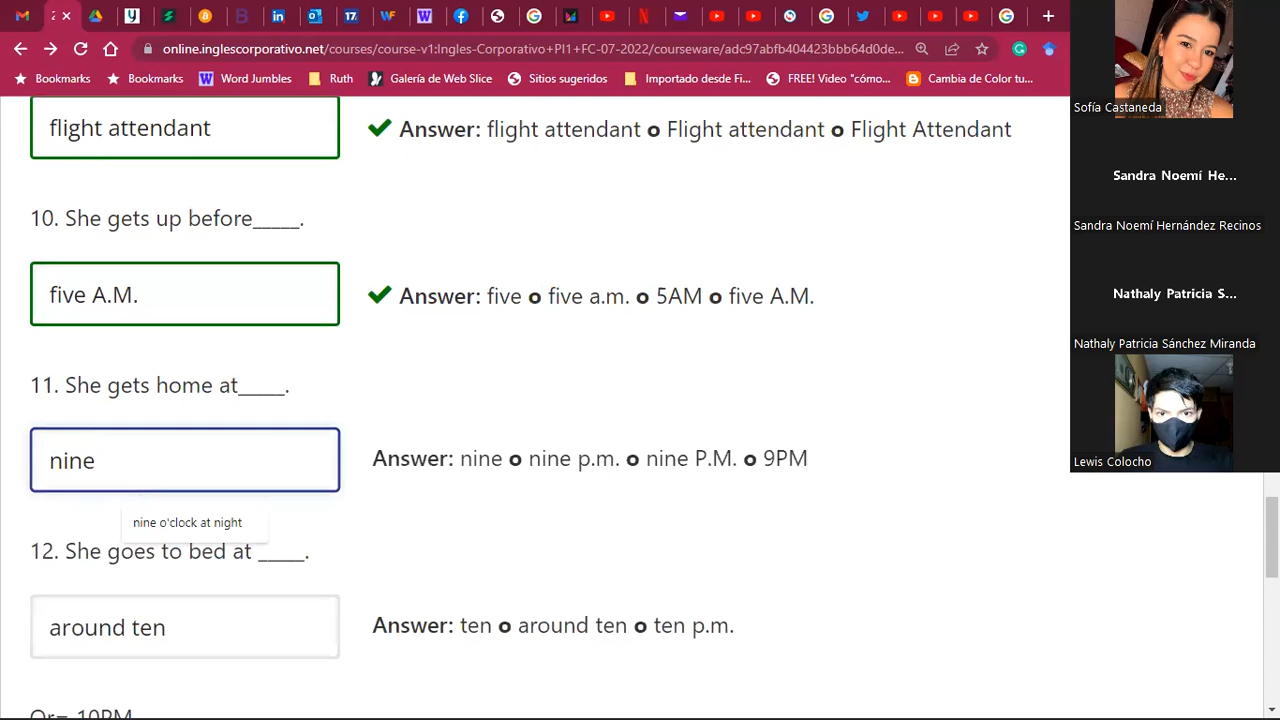 2
17.
online.inglescorporativo.net/courses/course-v1:Ingles-Corporativo+PI1+FC-07-2022/courseware/adc97abfb404423bbb64d0de...
Bookmarks Bookmarks Word Jumbles Ruth Galería de Web Slice Sitios sugeridos Importado desde Fi... FREE! Video "cómo... Cambia de Color tu...
flight attendant Answer: flight attendant o Flight attendant o Flight Attendant
10. She gets up before_____.
five A.M. Answer: five o five a.m. o 5AM o five A.M.
11. She gets home at_____.
nine Answer: nine o nine p.m. o nine P.M. o 9PM
nine o'clock at night
12. She goes to bed at _____.
around ten Answer: ten o around ten o ten p.m.
Or= 10PM
Sofía Castaneda
Sandra Noemí He...
Sandra Noemí Hernández Recinos
Nathaly Patricia S...
Nathaly Patricia Sánchez Miranda
Lewis Colocho